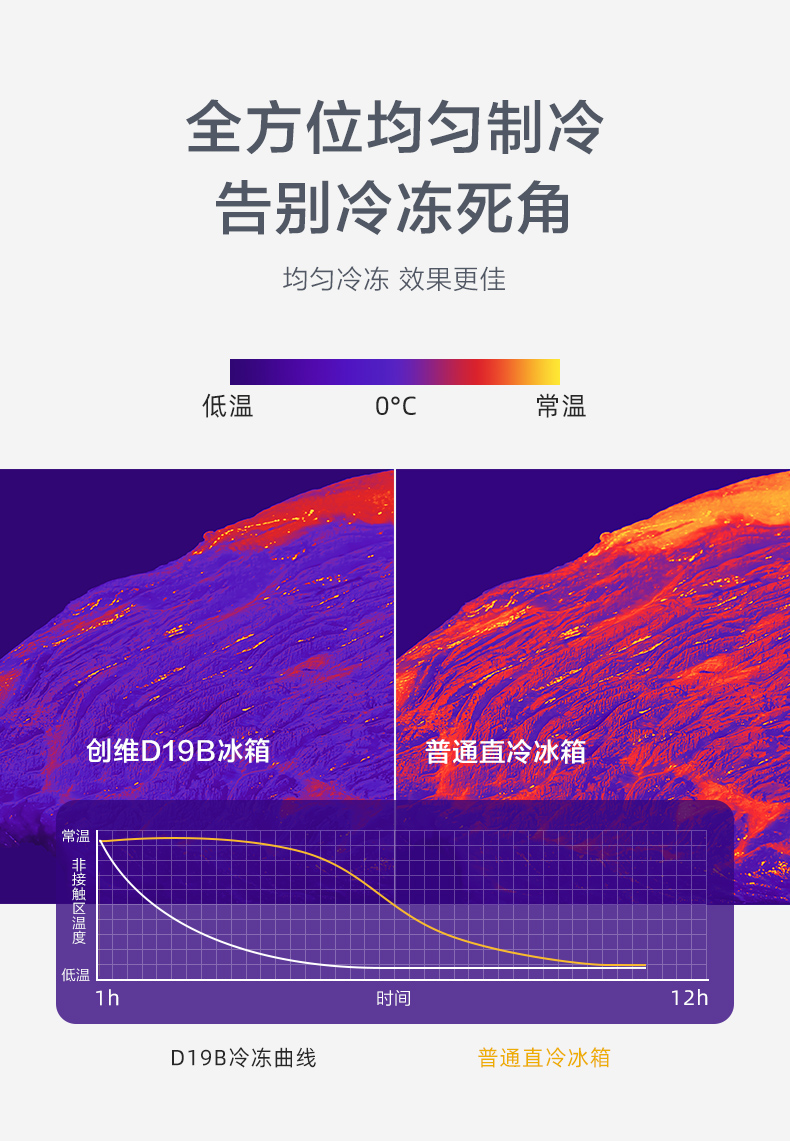 全方位均匀制冷
告别冷冻死角
均匀冷冻 效果更佳
低温 0°C 常温
创维D19B冰箱 普通直冷冰箱
常温
非接触区温度
低温
1h 时间 12h
D19B冷冻曲线 普通直冷冰箱